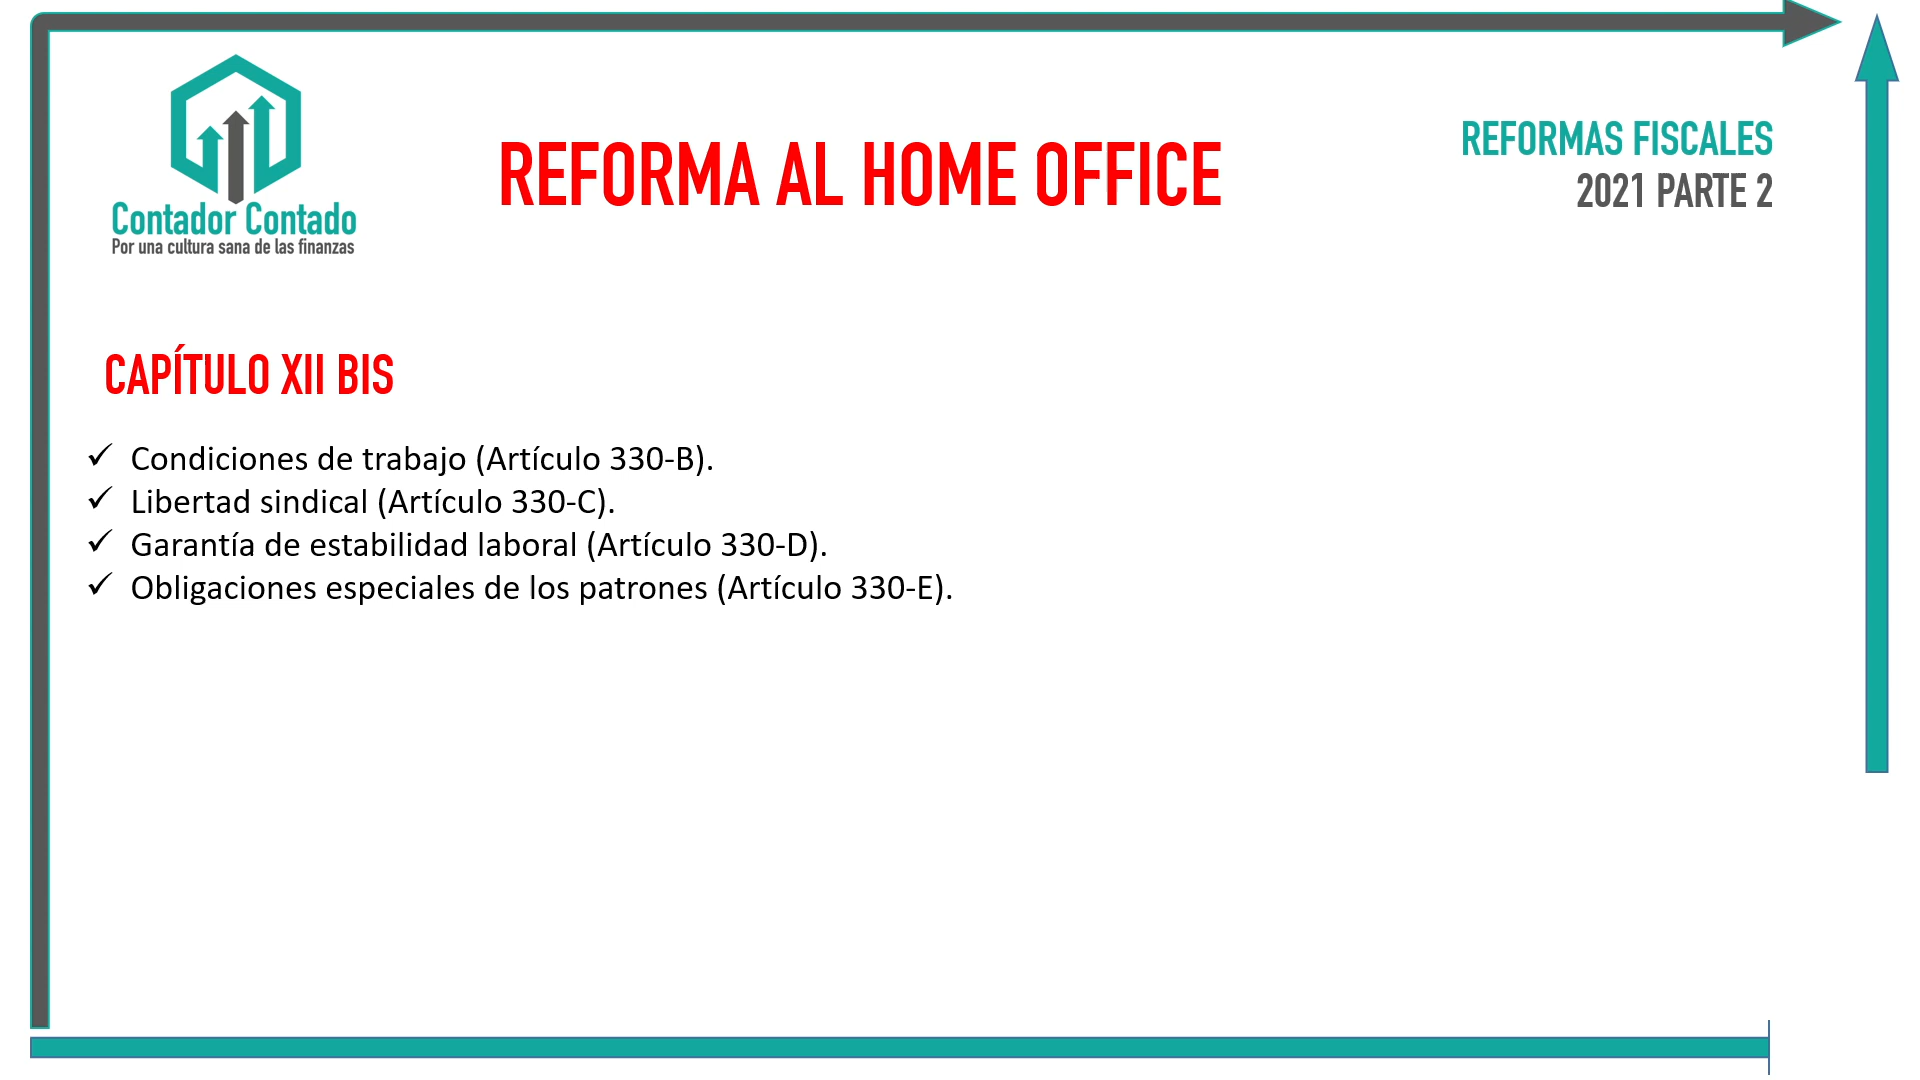 Contador Contado
Por una cultura sana de las finanzas
REFORMA AL HOME OFFICE
REFORMAS FISCALES
2021 PARTE 2
CAPÍTULO XII BIS
✓ Condiciones de trabajo (Artículo 330-B).
✓ Libertad sindical (Artículo 330-C).
✓ Garantía de estabilidad laboral (Artículo 330-D).
✓ Obligaciones especiales de los patrones (Artículo 330-E).